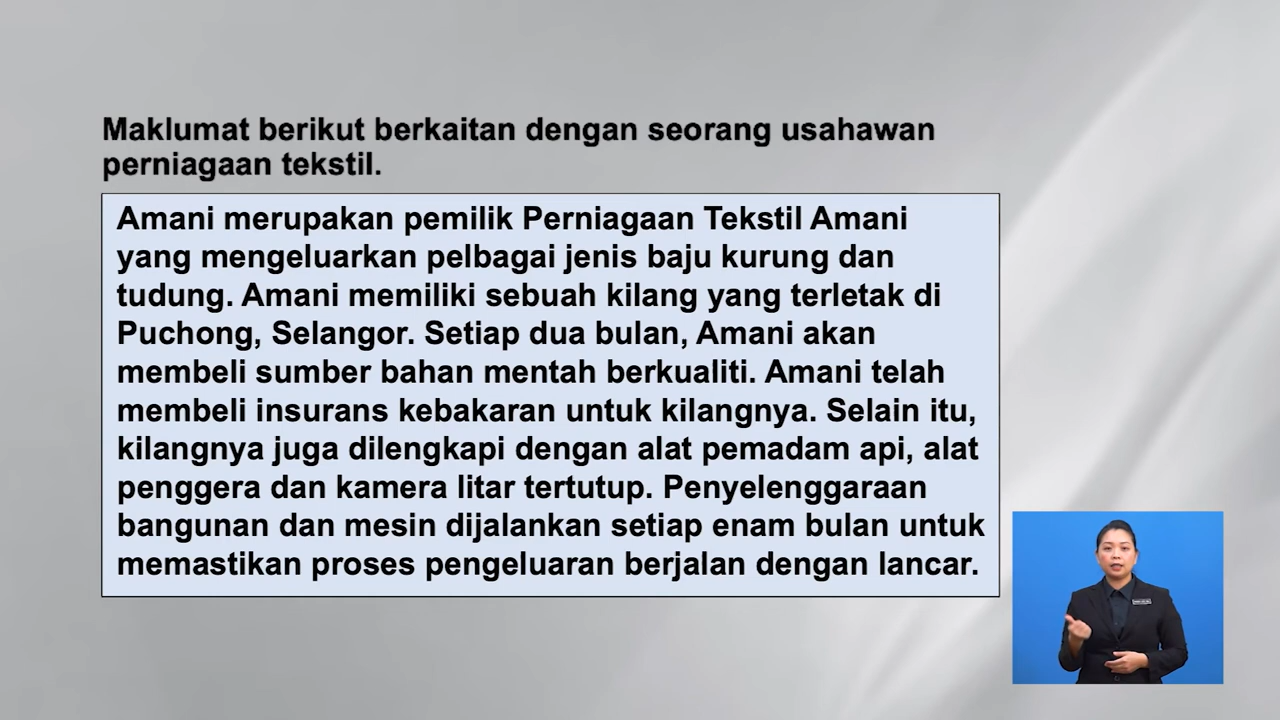 Maklumat berikut berkaitan dengan seorang usahawan
perniagaan tekstil.
Amani merupakan pemilik Perniagaan Tekstil Amani
yang mengeluarkan pelbagai jenis baju kurung dan
tudung. Amani memiliki sebuah kilang yang terletak di
Puchong, Selangor. Setiap dua bulan, Amani akan
membeli sumber bahan mentah berkualiti. Amani telah
membeli insurans kebakaran untuk kilangnya. Selain itu,
kilangnya juga dilengkapi dengan alat pemadam api, alat
penggera dan kamera litar tertutup. Penyelenggaraan
bangunan dan mesin dijalankan setiap enam bulan untuk
memastikan proses pengeluaran berjalan dengan lancar.